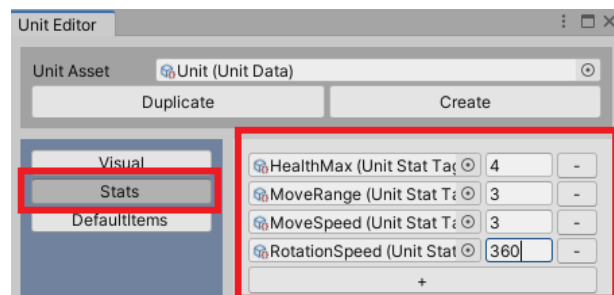 Unit Editor
Unit Asset Unit (Unit Data)
Duplicate Create
Visual
Stats
DefaultItems
HealthMax (Unit Stat Tag 4 -
MoveRange (Unit Stat Ta 3 -
MoveSpeed (Unit Stat Ta 3 -
RotationSpeed (Unit Stat 360 -
+